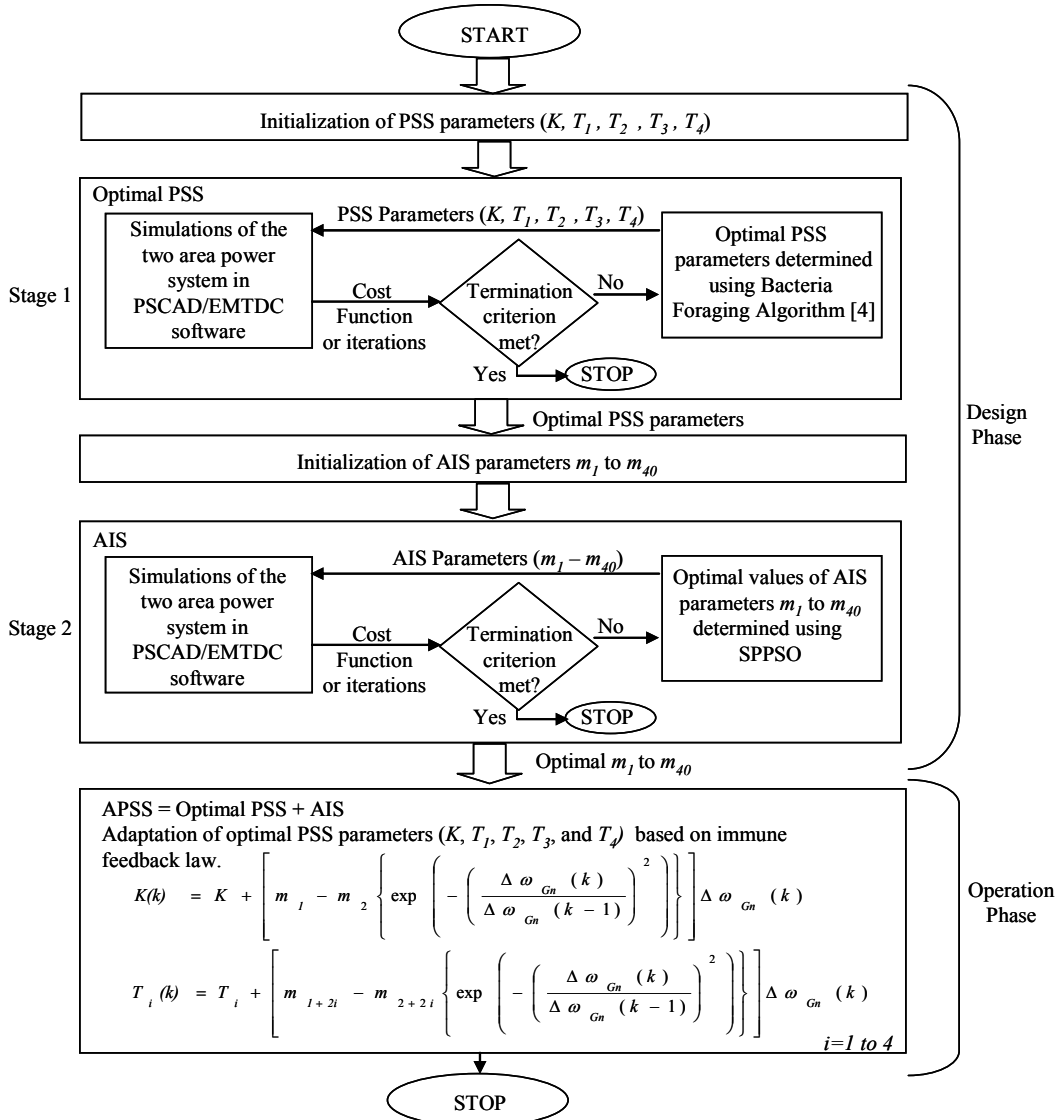 START
Initialization of PSS parameters (K, T1 , T2 , T3 , T4)
Optimal PSS
PSS Parameters (K, T1 , T2 , T3 , T4)
Stage 1
Simulations of the
two area power
system in
PSCAD/EMTDC
software
Cost
Function
or iterations
Termination
criterion
met?
No
Optimal PSS
parameters determined
using Bacteria
Foraging Algorithm [4]
Yes
STOP
Optimal PSS parameters
Design
Phase
Initialization of AIS parameters m1 to m40
AIS
AIS Parameters (m1 – m40)
Stage 2
Simulations of the
two area power
system in
PSCAD/EMTDC
software
Cost
Function
or iterations
Termination
criterion
met?
No
Optimal values of AIS
parameters m1 to m40
determined using
SPPSO
Yes
STOP
Optimal m1 to m40
APSS = Optimal PSS + AIS
Adaptation of optimal PSS parameters (K, T1, T2, T3, and T4) based on immune
feedback law.
K(k) = K + [ m1 − m2 { exp ( − ( Δ ωGn (k) / Δ ωGn (k − 1) )^2 ) } ] Δ ωGn (k)
Ti (k) = Ti + [ m1+2i − m2+2i { exp ( − ( Δ ωGn (k) / Δ ωGn (k − 1) )^2 ) } ] Δ ωGn (k)
i=1 to 4
Operation
Phase
STOP